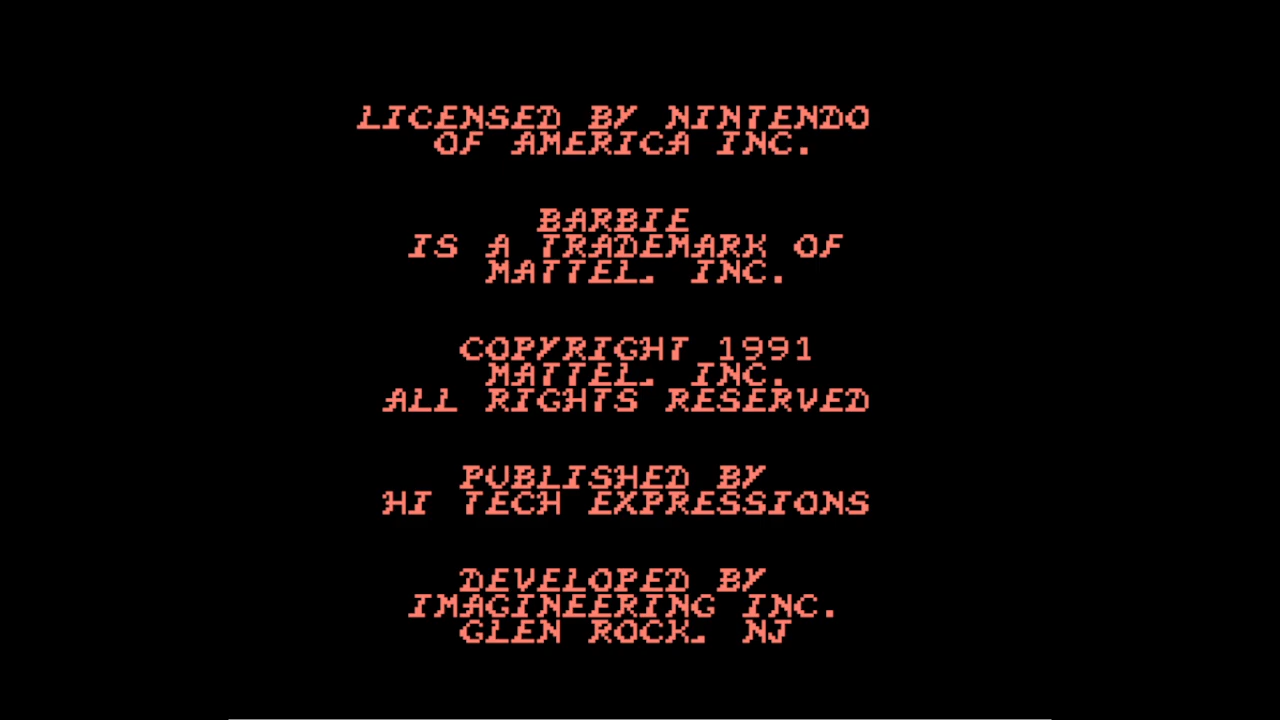 LICENSED BY NINTENDO
OF AMERICA INC.
BARBIE
IS A TRADEMARK OF
MATTEL, INC.
COPYRIGHT 1991
MATTEL, INC.
ALL RIGHTS RESERVED
PUBLISHED BY
HI TECH EXPRESSIONS
DEVELOPED BY
IMAGINEERING INC.
GLEN ROCK, NJ